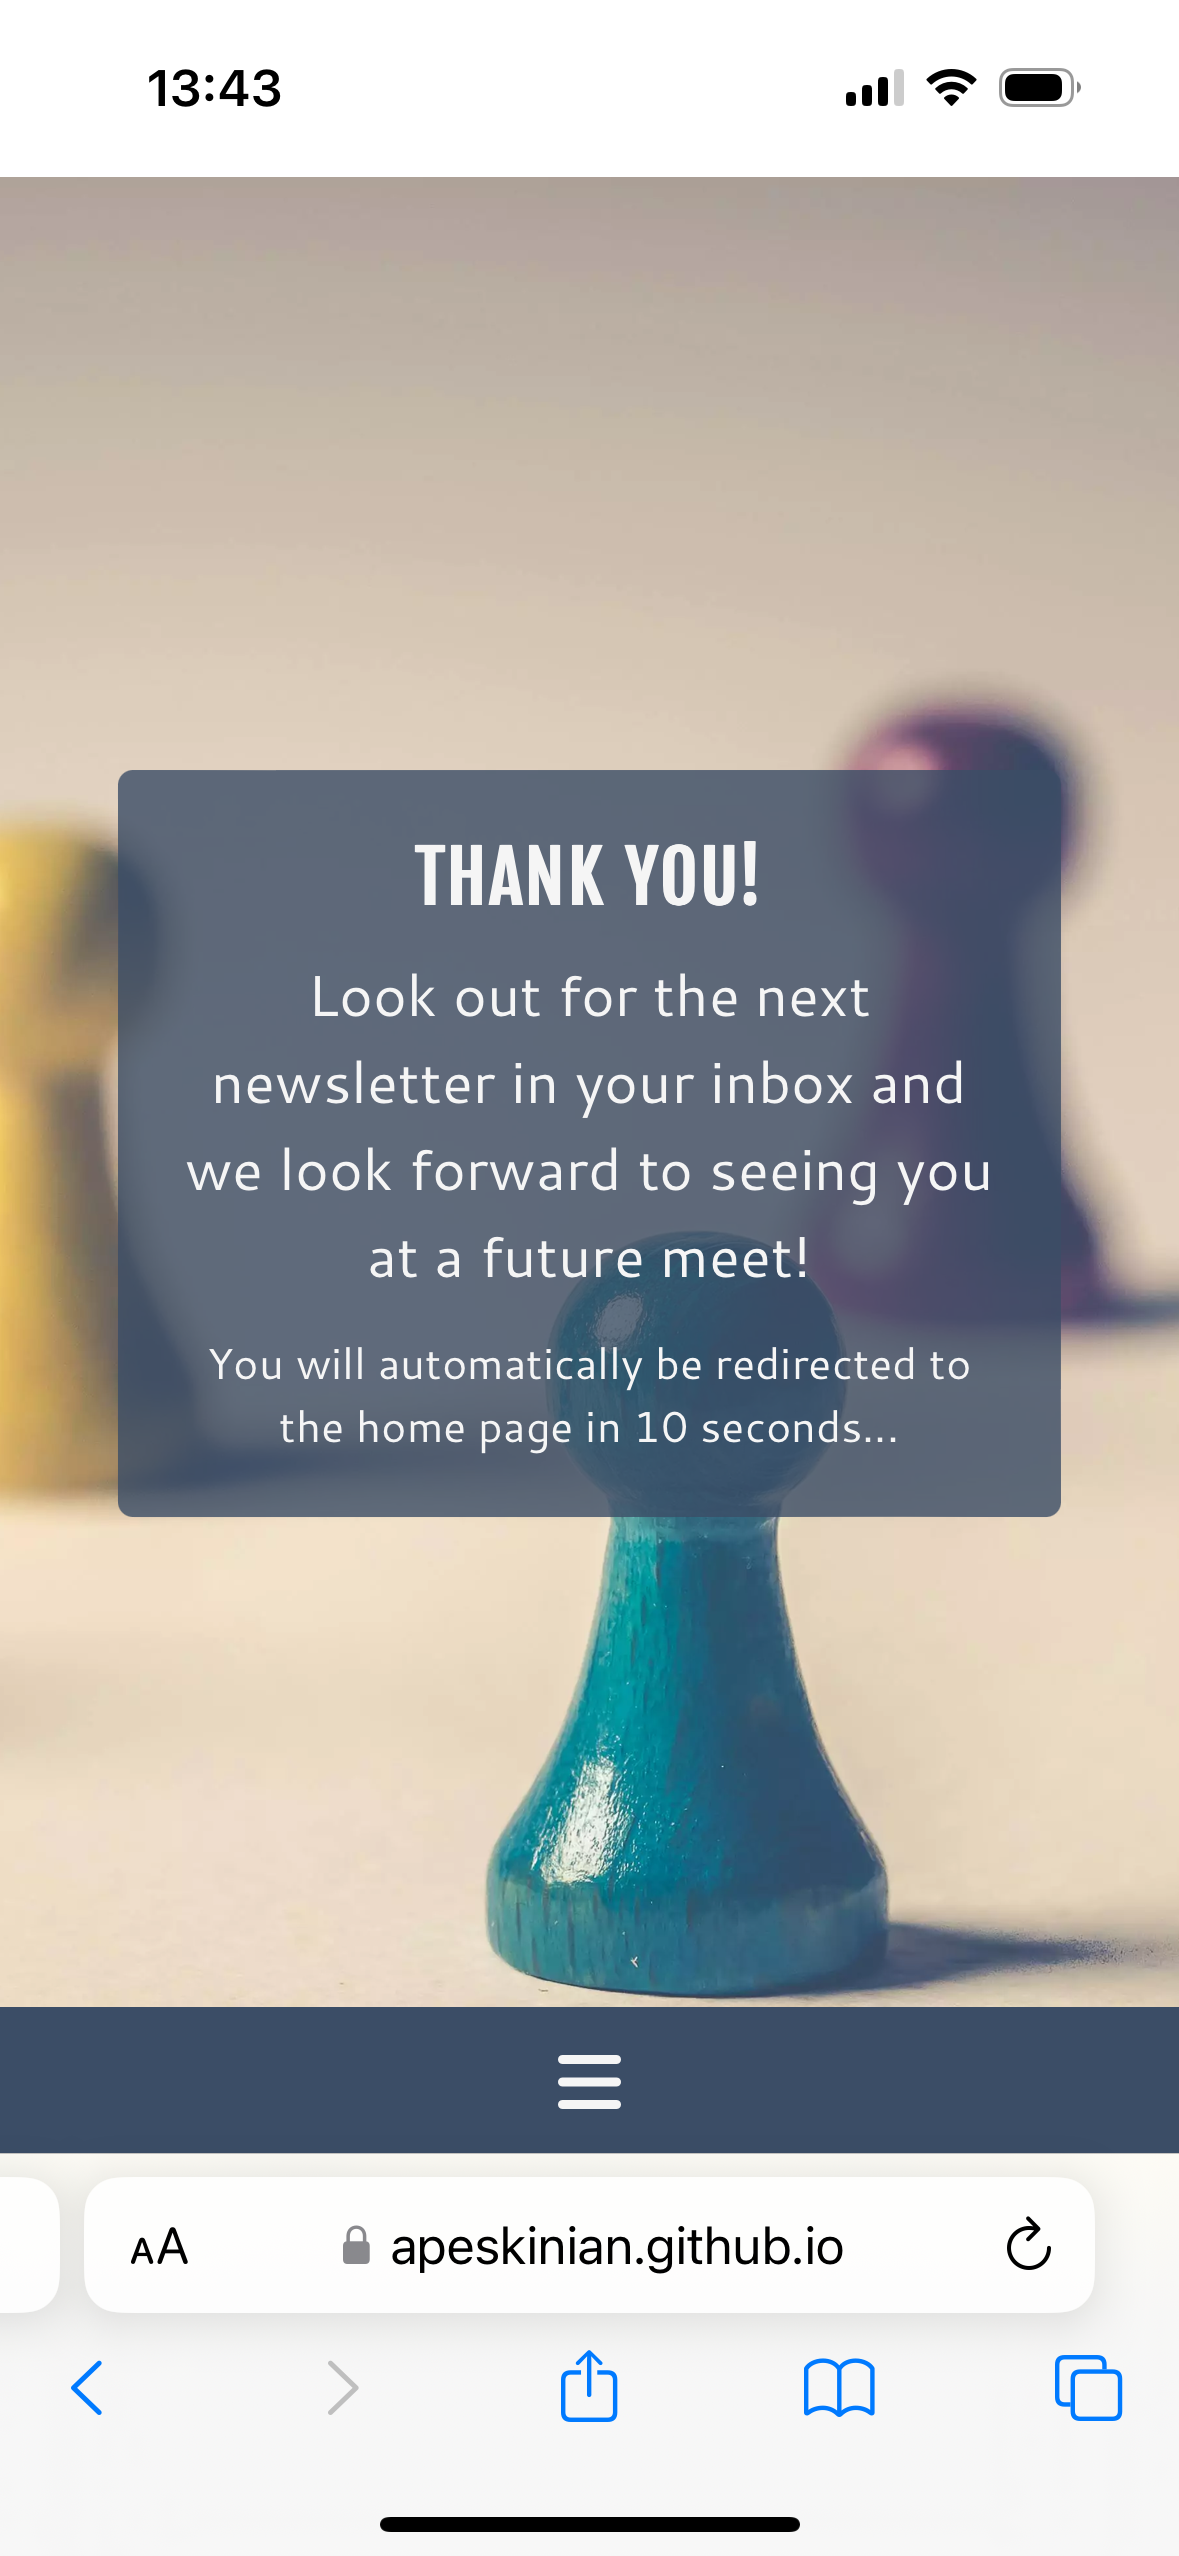 13:43
THANK YOU!
Look out for the next
newsletter in your inbox and
we look forward to seeing you
at a future meet!
You will automatically be redirected to
the home page in 10 seconds...
AA
apeskinian.github.io